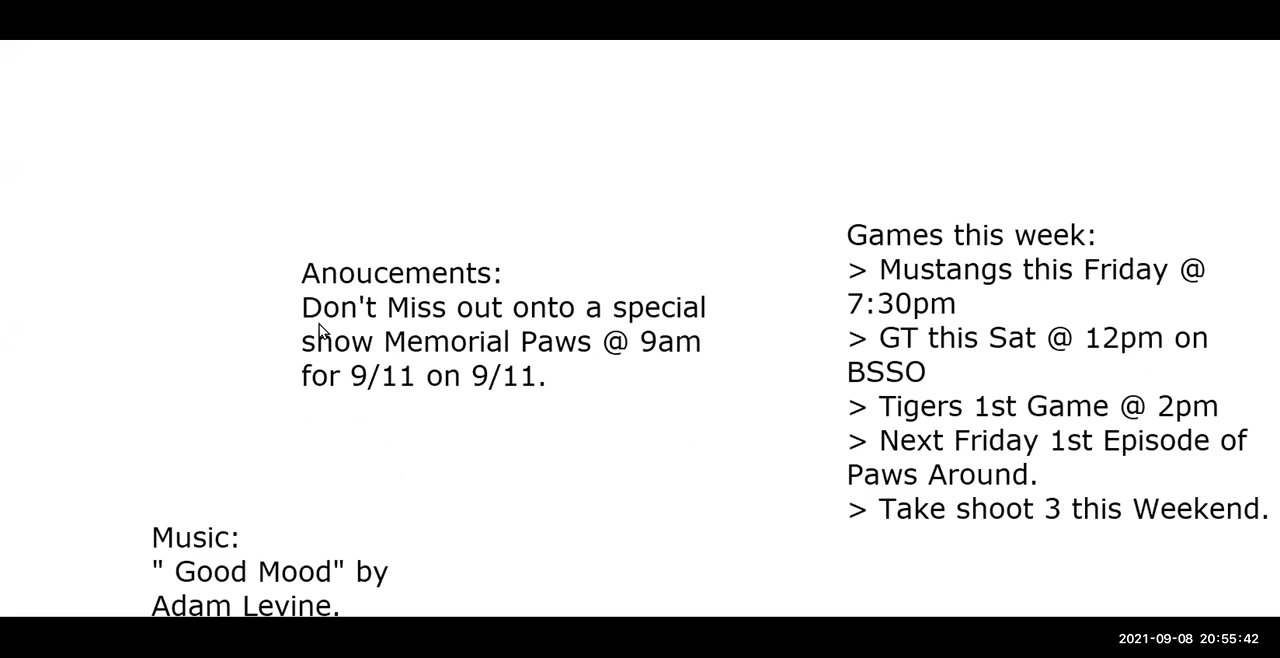 Anoucements:
Don't Miss out onto a special
show Memorial Paws @ 9am
for 9/11 on 9/11.
Games this week:
> Mustangs this Friday @
7:30pm
> GT this Sat @ 12pm on
BSSO
> Tigers 1st Game @ 2pm
> Next Friday 1st Episode of
Paws Around.
> Take shoot 3 this Weekend.
Music:
" Good Mood" by
Adam Levine.
2021-09-08 20:55:42